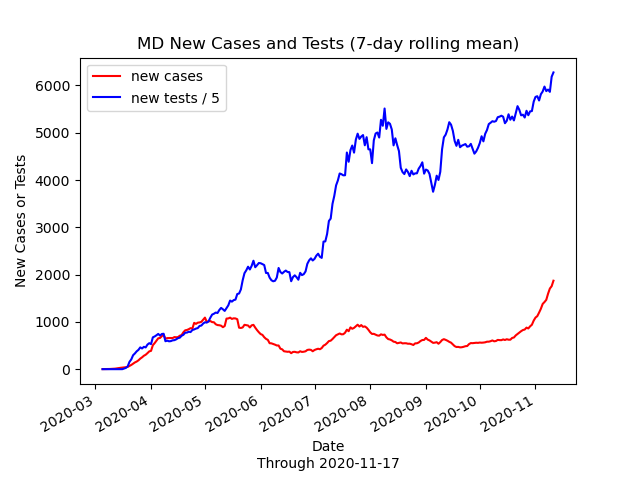 MD New Cases and Tests (7-day rolling mean)
new cases
new tests / 5
New Cases or Tests
6000
5000
4000
3000
2000
1000
0
2020-03
2020-04
2020-05
2020-06
2020-07
2020-08
2020-09
2020-10
2020-11
Date
Through 2020-11-17